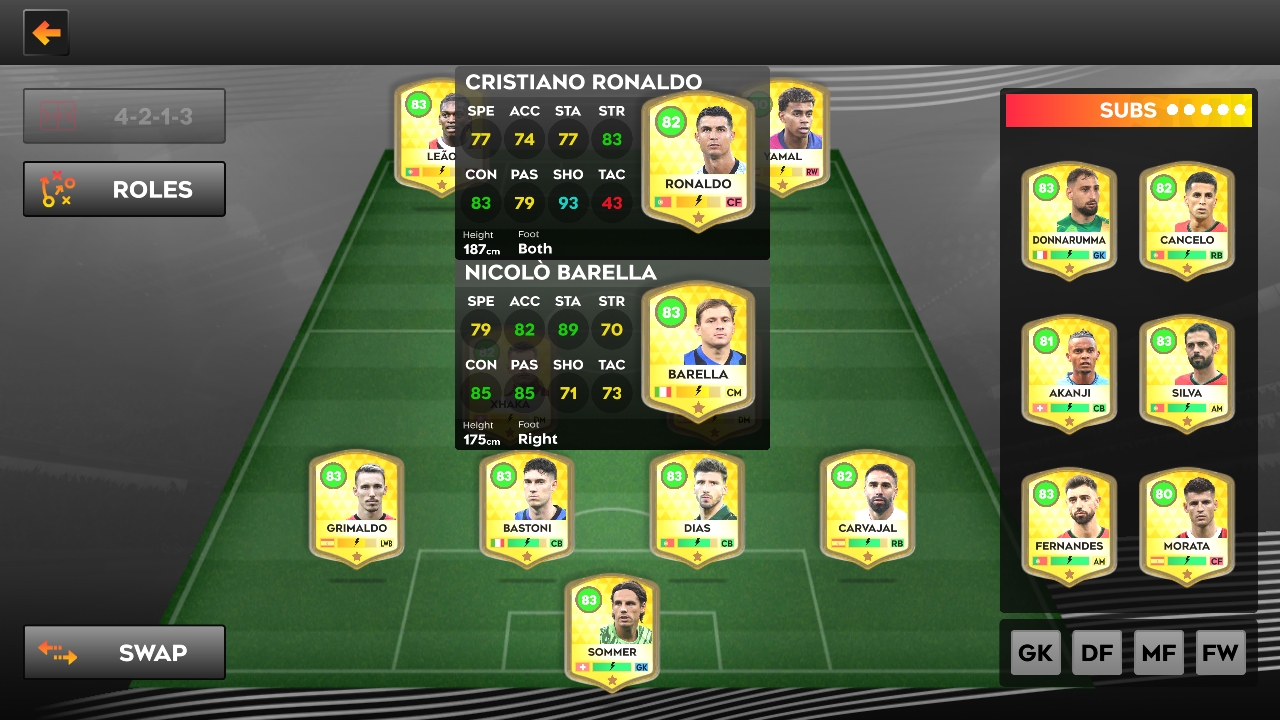 4-2-1-3
ROLES
SWAP
83
LEÃO
CRISTIANO RONALDO
SPE ACC STA STR
77 74 77 83
CON PAS SHO TAC
83 79 93 43
Height Foot
187cm Both
82
RONALDO
CF
NICOLÒ BARELLA
SPE ACC STA STR
79 82 89 70
CON PAS SHO TAC
85 85 71 73
Height Foot
175cm Right
83
BARELLA
CM
80
YAMAL
RW
XHAKA
DM
DM
83
GRIMALDO
LWB
83
BASTONI
CB
83
DIAS
CB
82
CARVAJAL
RB
83
SOMMER
GK
SUBS
83
DONNARUMMA
GK
82
CANCELO
RB
81
AKANJI
CB
83
SILVA
AM
83
FERNANDES
AM
80
MORATA
CF
GK DF MF FW